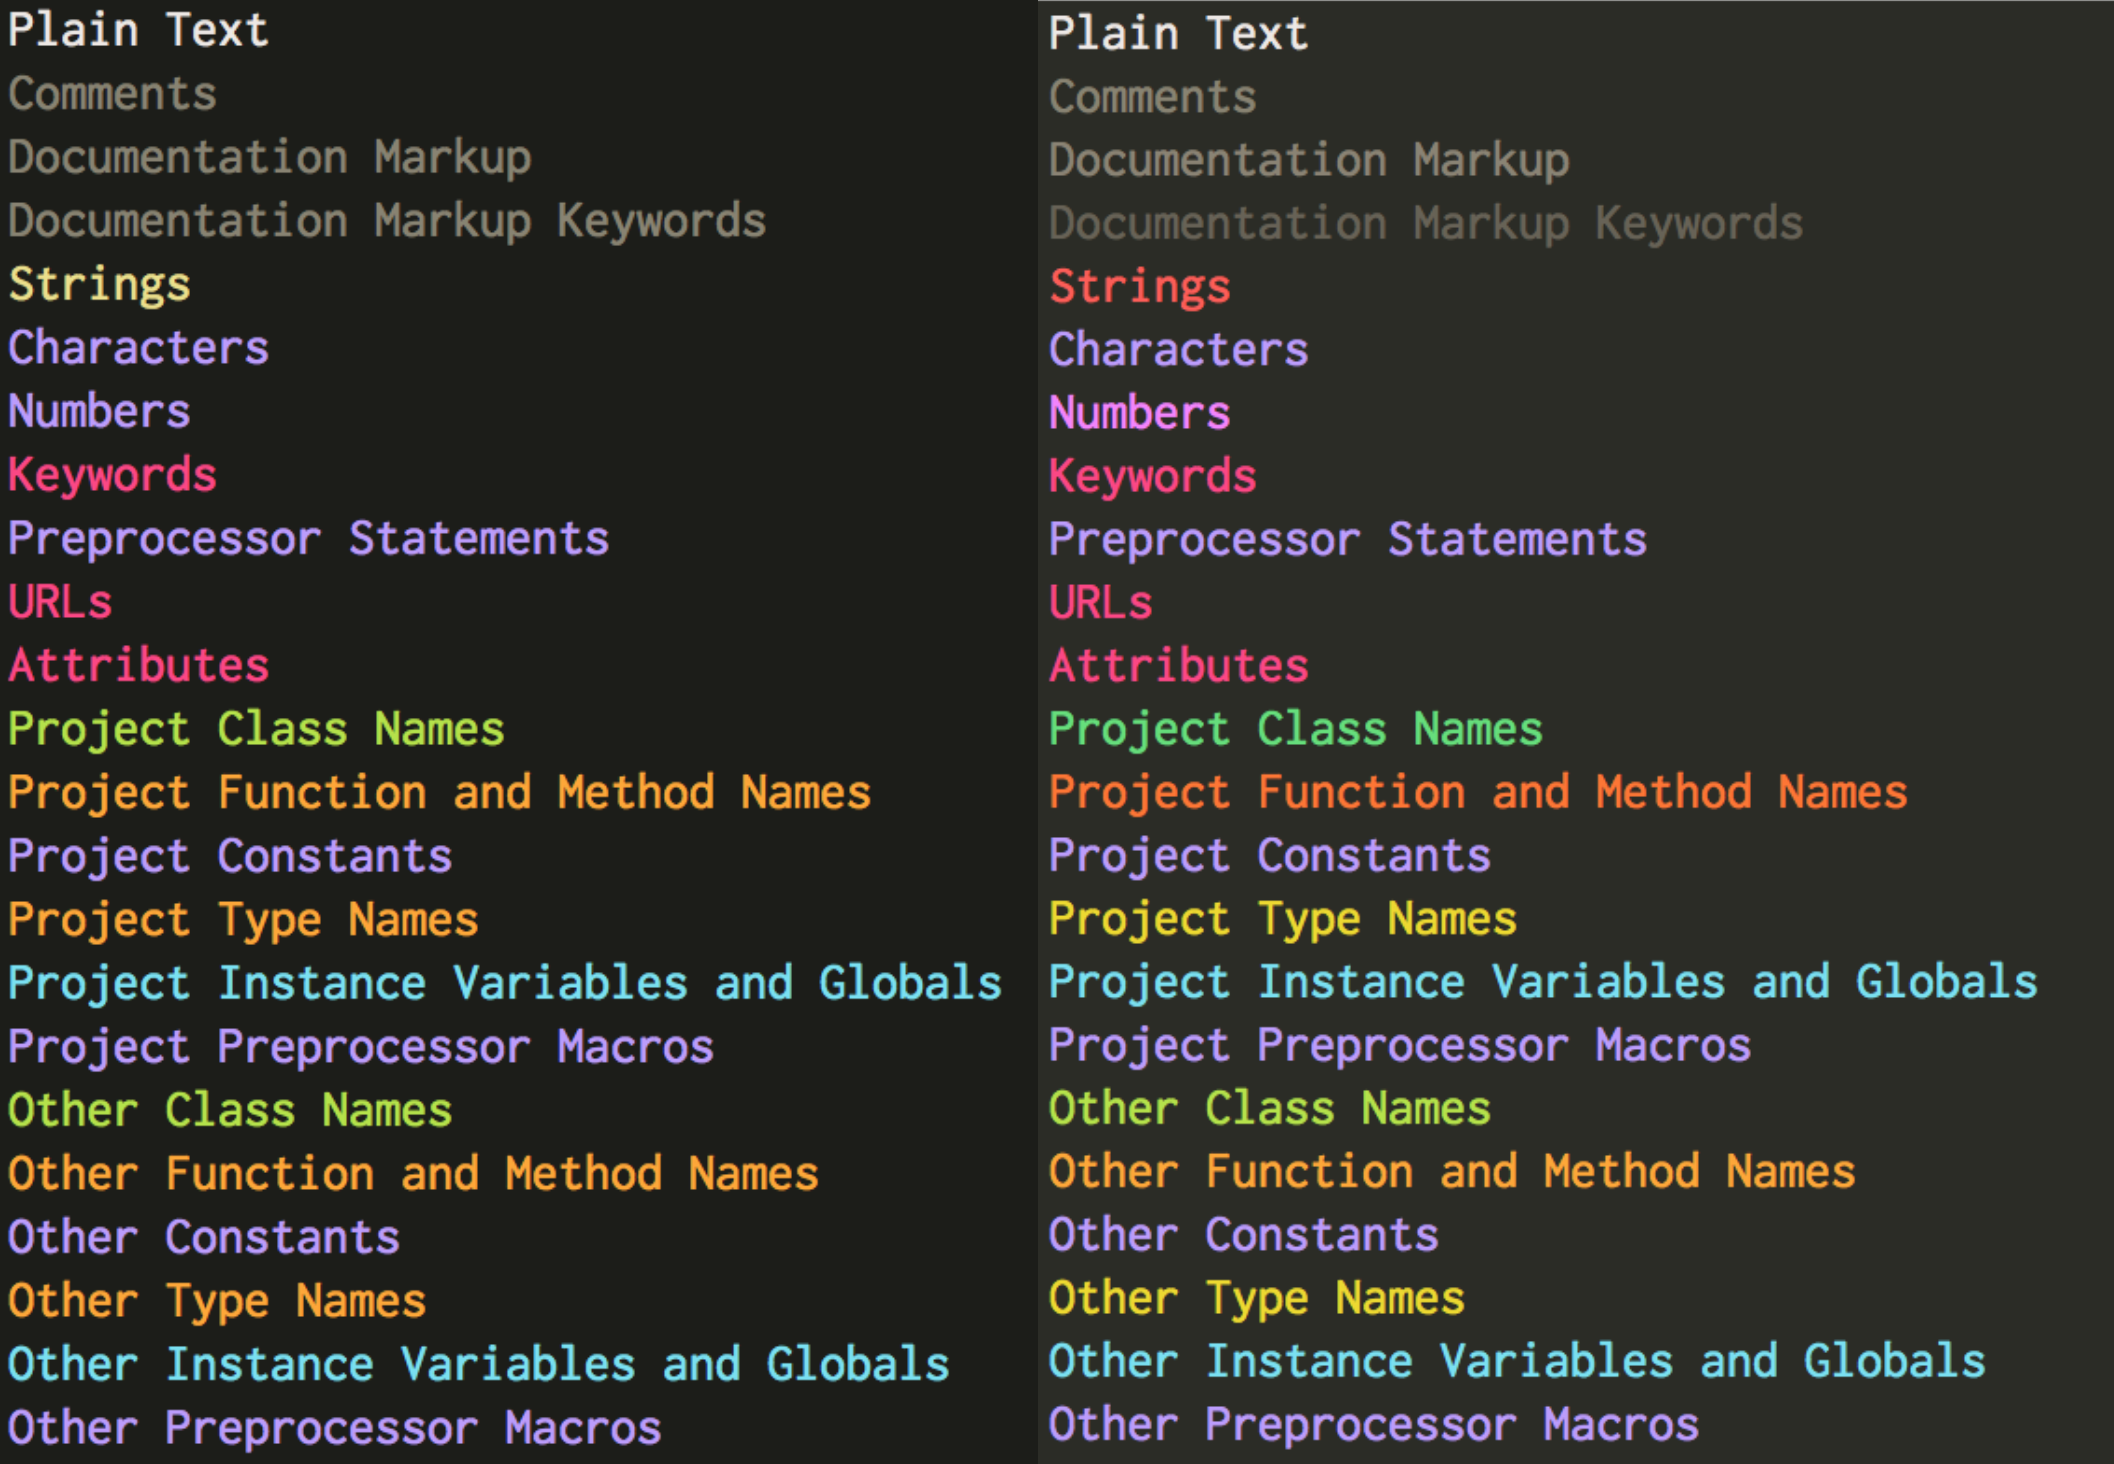 Plain Text
Comments
Documentation Markup
Documentation Markup Keywords
Strings
Characters
Numbers
Keywords
Preprocessor Statements
URLs
Attributes
Project Class Names
Project Function and Method Names
Project Constants
Project Type Names
Project Instance Variables and Globals
Project Preprocessor Macros
Other Class Names
Other Function and Method Names
Other Constants
Other Type Names
Other Instance Variables and Globals
Other Preprocessor Macros
Plain Text
Comments
Documentation Markup
Documentation Markup Keywords
Strings
Characters
Numbers
Keywords
Preprocessor Statements
URLs
Attributes
Project Class Names
Project Function and Method Names
Project Constants
Project Type Names
Project Instance Variables and Globals
Project Preprocessor Macros
Other Class Names
Other Function and Method Names
Other Constants
Other Type Names
Other Instance Variables and Globals
Other Preprocessor Macros